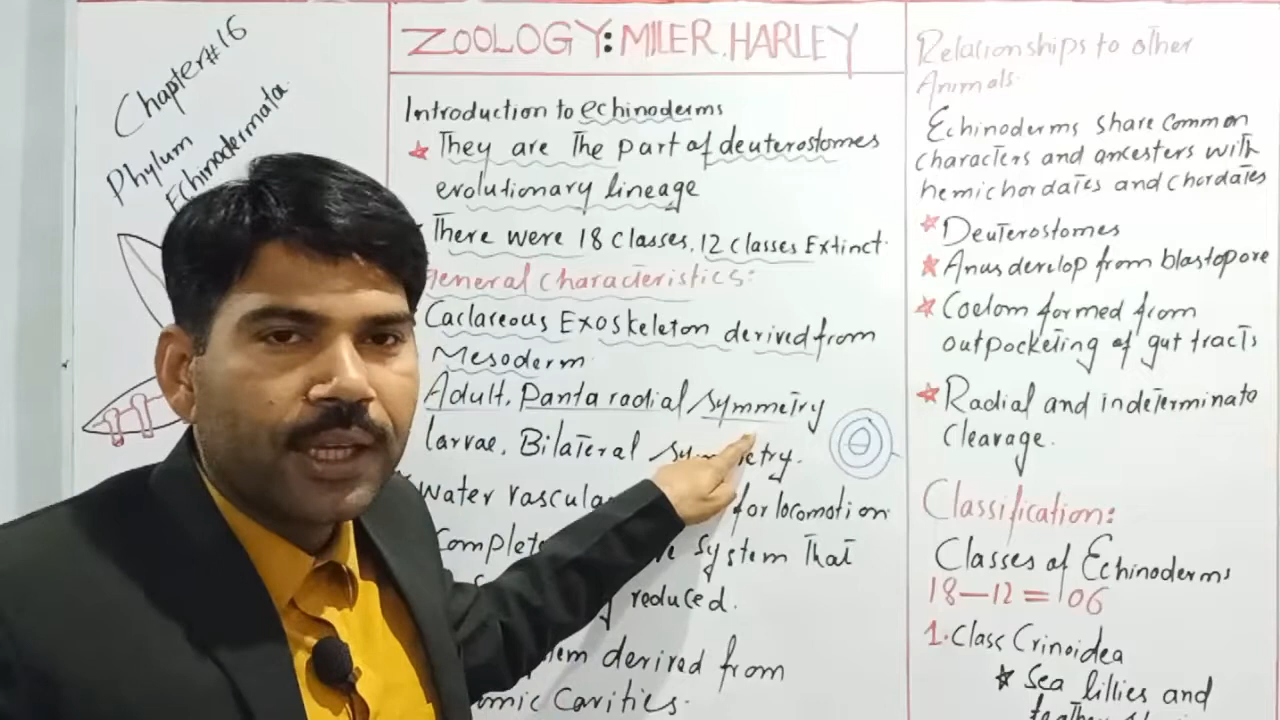 Chapter#16
Phylum
Echinodermata
ZOOLOGY: MILER.HARLEY
Introduction to echinoderms
They are The part of deuterostomes
evolutionary lineage
There were 18 classes, 12 classes Extinct.
General characteristics:
Caclareous Exoskeleton derived from
Mesoderm.
Adult, Panta radial symmetry
larvae, Bilateral symmetry.
Water for locomotion
system That
reduced.
derived from
Cavities.
Relationships to other
Animals.
Echinoderms share common
characters and ancesters with
hemichordates and chordates
Deuterostomes
Anus develop from blastopore
Coelom formed from
outpocketing of gut tracts
Radial and indeterminate
Cleavage.
Classification:
Classes of Echinoderms
18-12=06
1.Class Crinoidea
Sea lillies and